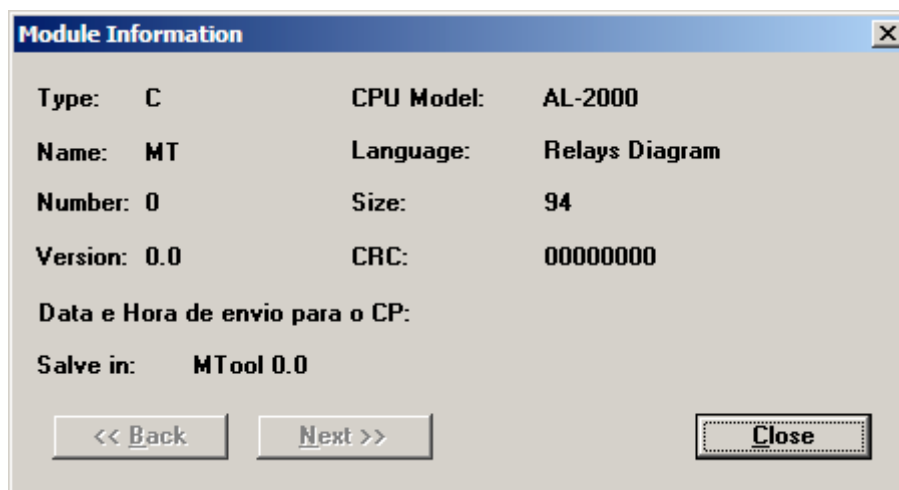 Module Information
Type: C CPU Model: AL-2000
Name: MT Language: Relays Diagram
Number: 0 Size: 94
Version: 0.0 CRC: 00000000
Data e Hora de envio para o CP:
Salve in: MTool 0.0
<< Back Next >> Close